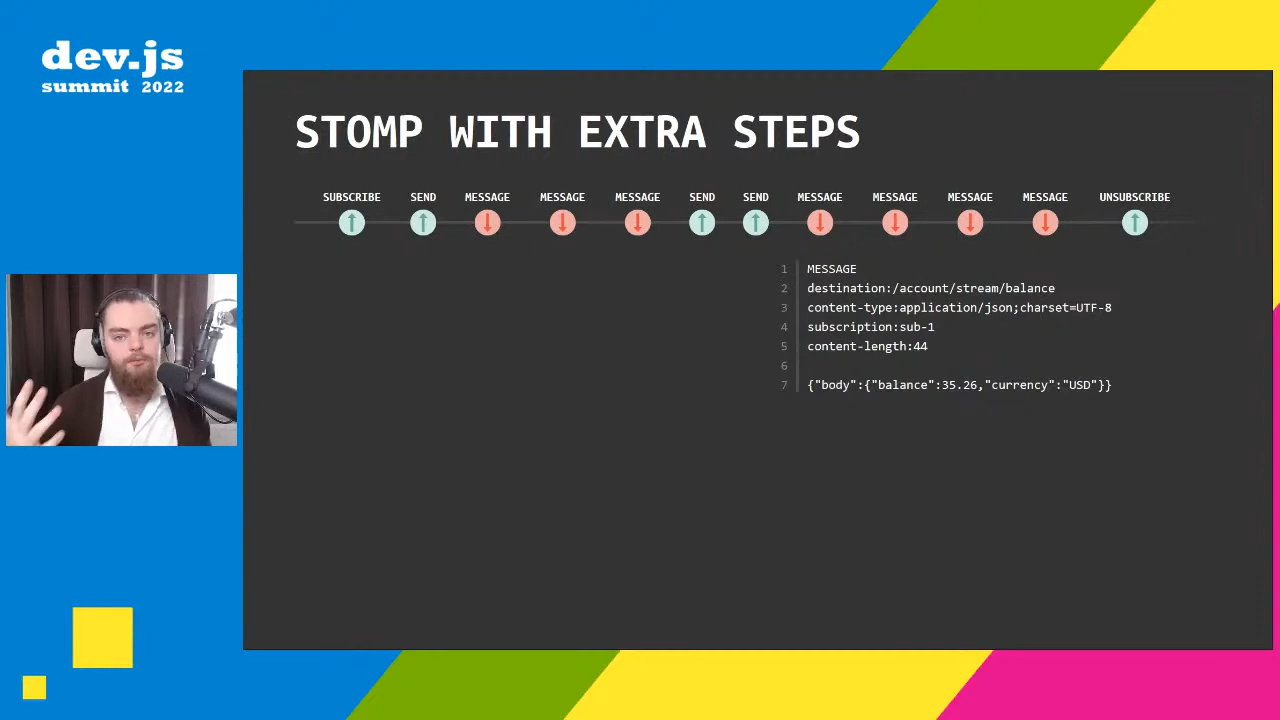 dev.js
summit 2022
STOMP WITH EXTRA STEPS
SUBSCRIBE SEND MESSAGE MESSAGE MESSAGE SEND SEND MESSAGE MESSAGE MESSAGE MESSAGE UNSUBSCRIBE
1 MESSAGE
2 destination:/account/stream/balance
3 content-type:application/json;charset=UTF-8
4 subscription:sub-1
5 content-length:44
6
7 {"body":{"balance":35.26,"currency":"USD"}}